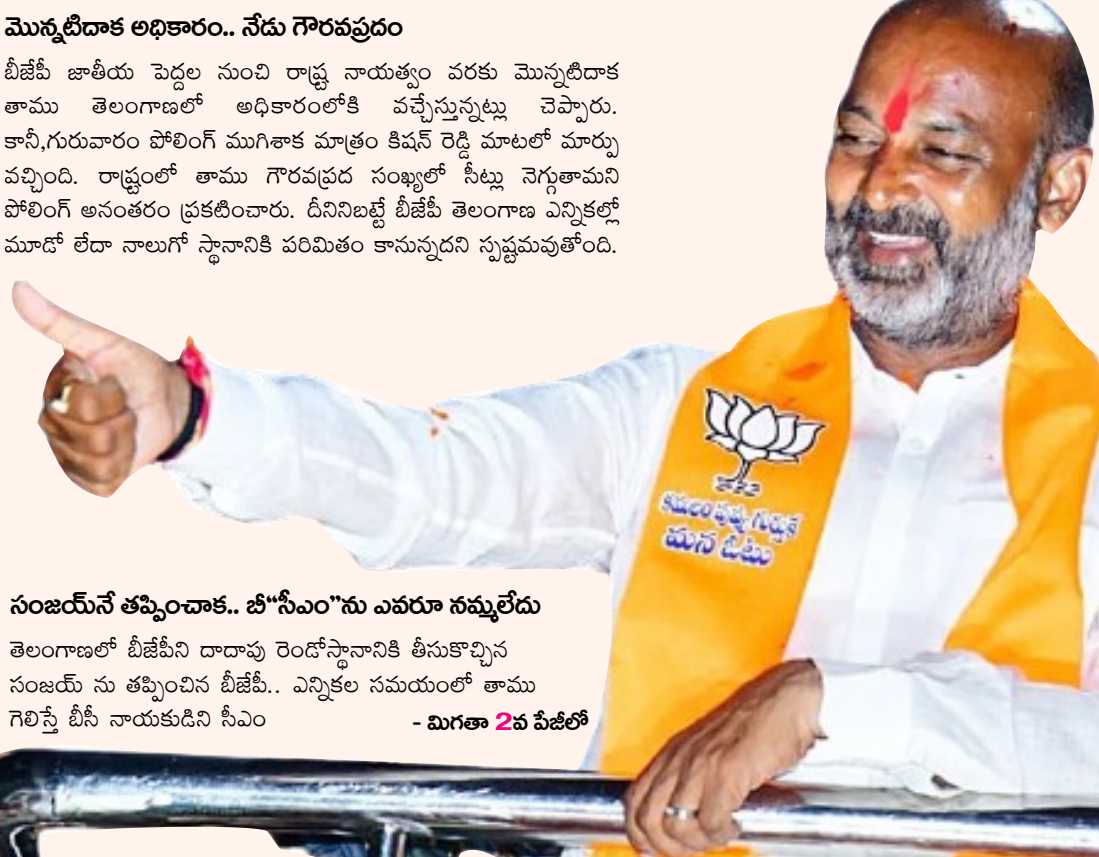 మొన్నటిదాక అధికారం.. నేడు గౌరవప్రదం
బీజేపీ జాతీయ పెద్దల నుంచి రాష్ట్ర నాయత్వం వరకు మొన్నటిదాక
తాము తెలంగాణలో అధికారంలోకి వచ్చేస్తున్నట్లు చెప్పారు.
కానీ,గురువారం పోలింగ్ ముగిశాక మాత్రం కిషన్ రెడ్డి మాటలో మార్పు
వచ్చింది. రాష్ట్రంలో తాము గౌరవప్రద సంఖ్యలో సీట్లు నెగ్గుతామని
పోలింగ్ అనంతరం ప్రకటించారు. దీనినిబట్టే బీజేపీ తెలంగాణ ఎన్నికల్లో
మూడో లేదా నాలుగో స్థానానికి పరిమితం కానున్నదని స్పష్టమవుతోంది.
కమలం పువ్వు గుర్తుకే
మన ఓటు
సంజయ్‌నే తప్పించాక.. బీ“సీఎం”ను ఎవరూ నమ్మలేదు
తెలంగాణలో బీజేపీని దాదాపు రెండోస్థానానికి తీసుకొచ్చిన
సంజయ్ ను తప్పించిన బీజేపీ.. ఎన్నికల సమయంలో తాము
గెలిస్తే బీసీ నాయకుడిని సీఎం - మిగతా 2వ పేజీలో